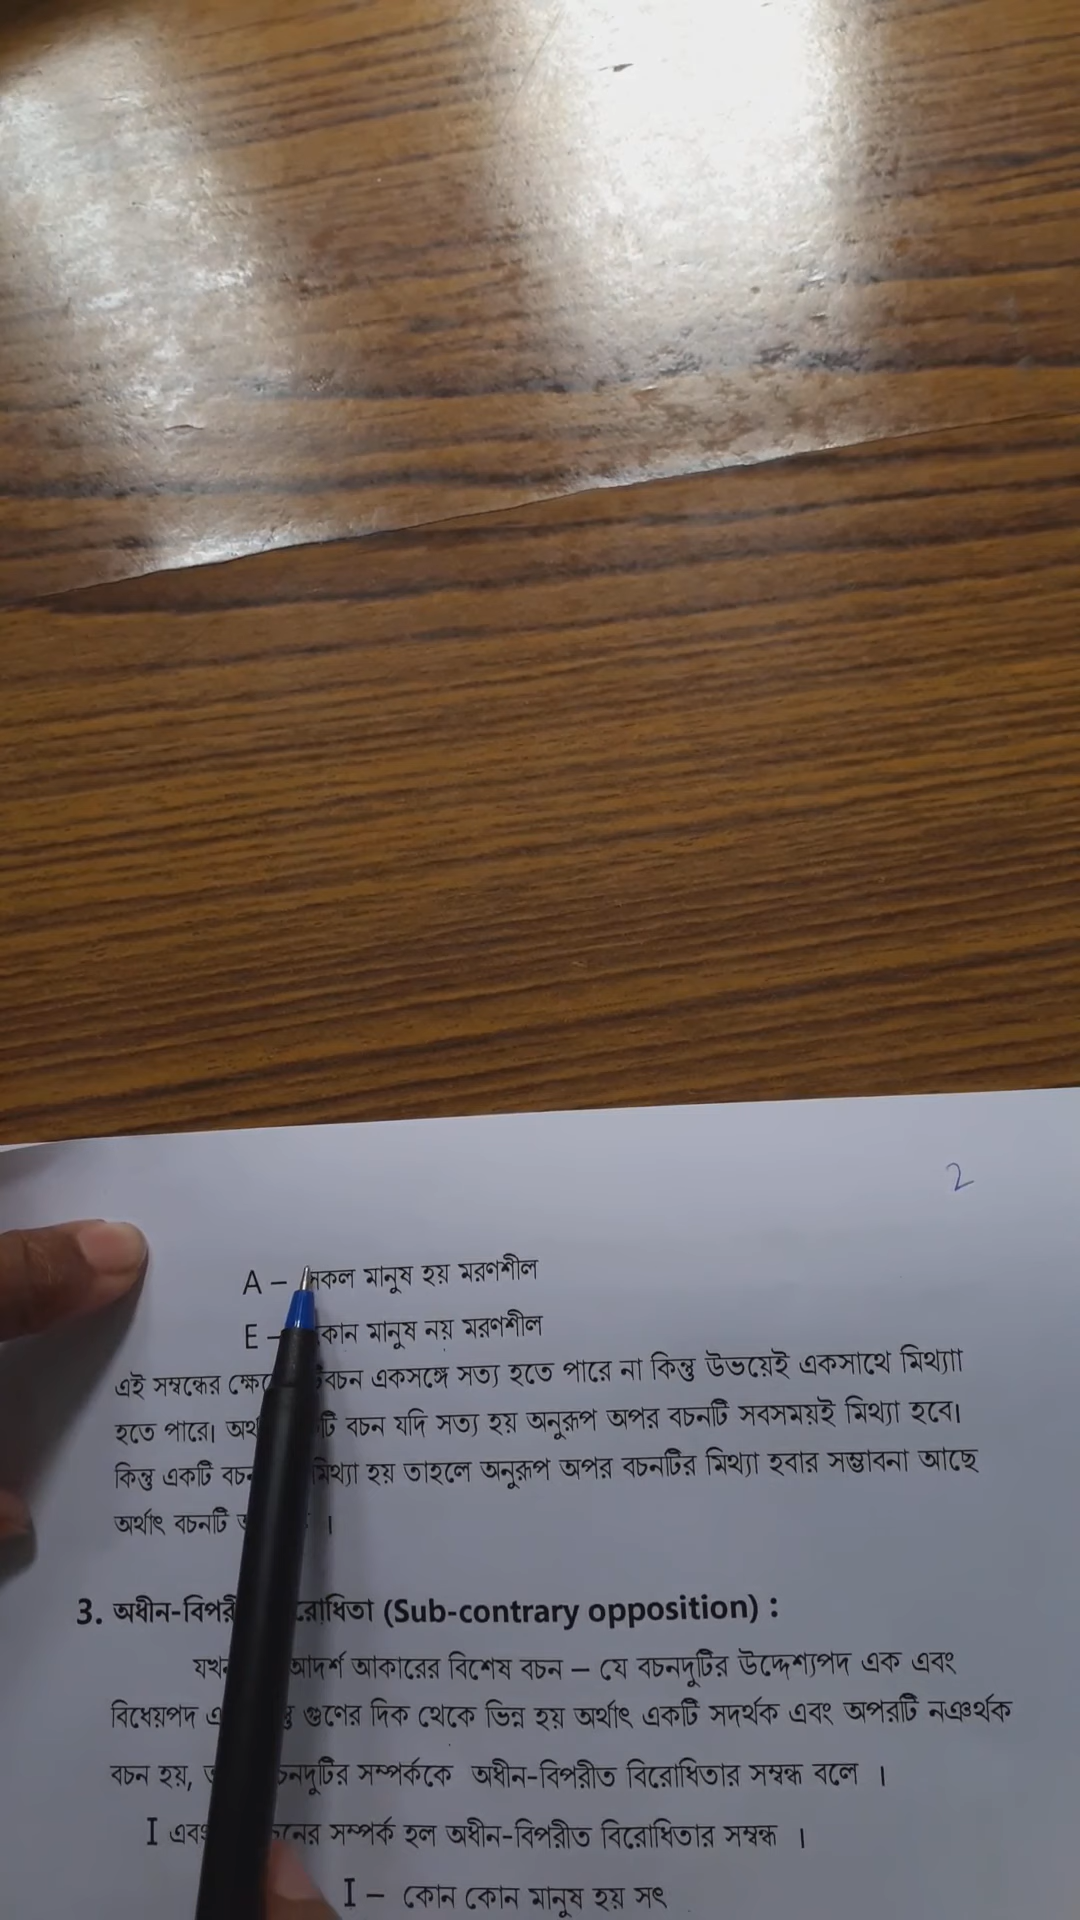 2
A – সকল মানুষ হয় মরণশীল
E – কোন মানুষ নয় মরণশীল
এই সম্বন্ধের ক্ষেত্রে বচন একসঙ্গে সত্য হতে পারে না কিন্তু উভয়েই একসাথে মিথ্যা
হতে পারে। টি বচন যদি সত্য হয় অনুরূপ অপর বচনটি সবসময়ই মিথ্যা হবে।
কিন্তু একটি বচন মিথ্যা হয় তাহলে অনুরূপ অপর বচনটির মিথ্যা হবার সম্ভাবনা আছে
অর্থাৎ বচনটি ।
3. অধীন-বিপরীত বিরোধিতা (Sub-contrary opposition) :
যখন আদর্শ আকারের বিশেষ বচন – যে বচনদুটির উদ্দেশ্যপদ এক এবং
বিধেয়পদ গুণের দিক থেকে ভিন্ন হয় অর্থাৎ একটি সদর্থক এবং অপরটি নঞর্থক
বচন হয়, বচনদুটির সম্পর্ককে অধীন-বিপরীত বিরোধিতার সম্বন্ধ বলে ।
I এবং বচনের সম্পর্ক হল অধীন-বিপরীত বিরোধিতার সম্বন্ধ ।
I – কোন কোন মানুষ হয় সৎ